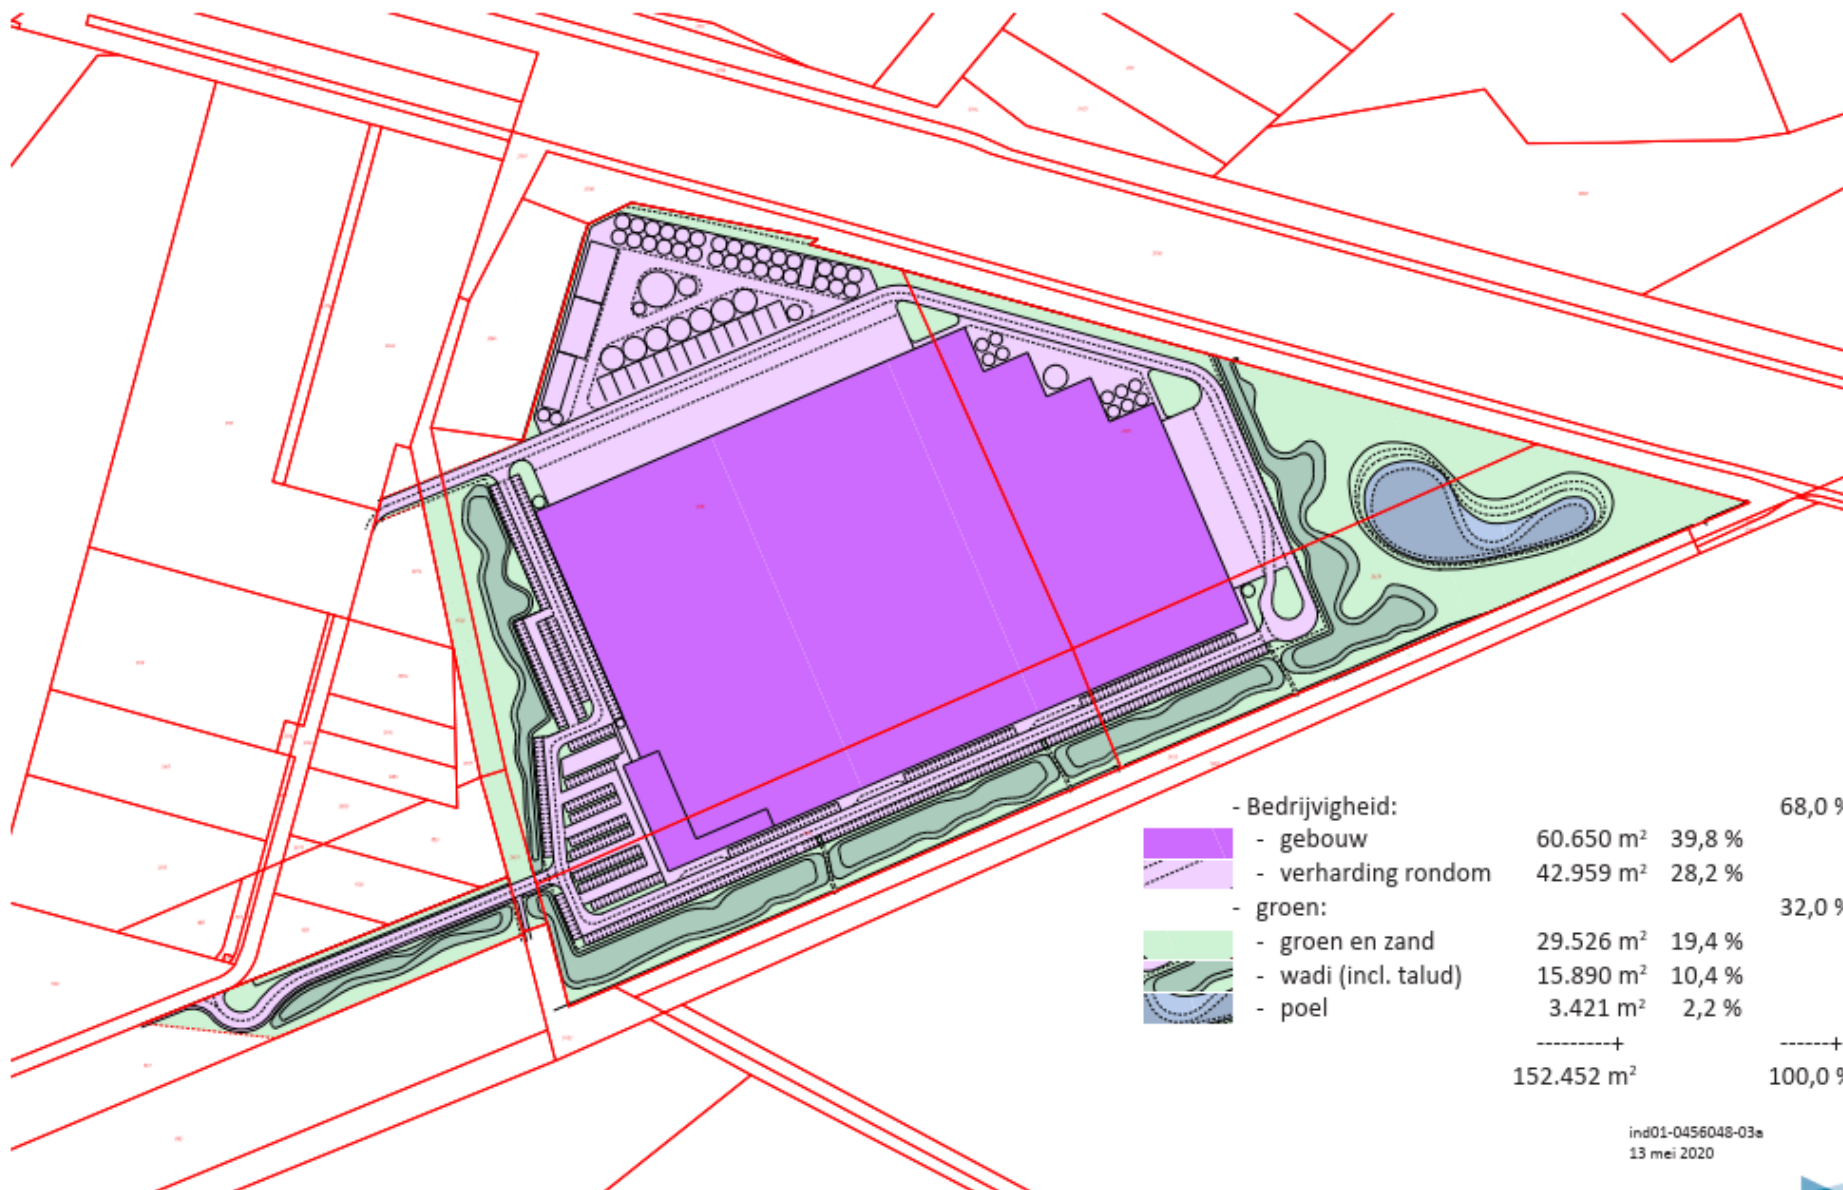 - Bedrijvigheid: 68,0 %
- gebouw 60.650 m² 39,8 %
- verharding rondom 42.959 m² 28,2 %
- groen: 32,0 %
- groen en zand 29.526 m² 19,4 %
- wadi (incl. talud) 15.890 m² 10,4 %
- poel 3.421 m² 2,2 %
---------+ ------+
152.452 m² 100,0 %
ind01-0456048-03a
13 mei 2020